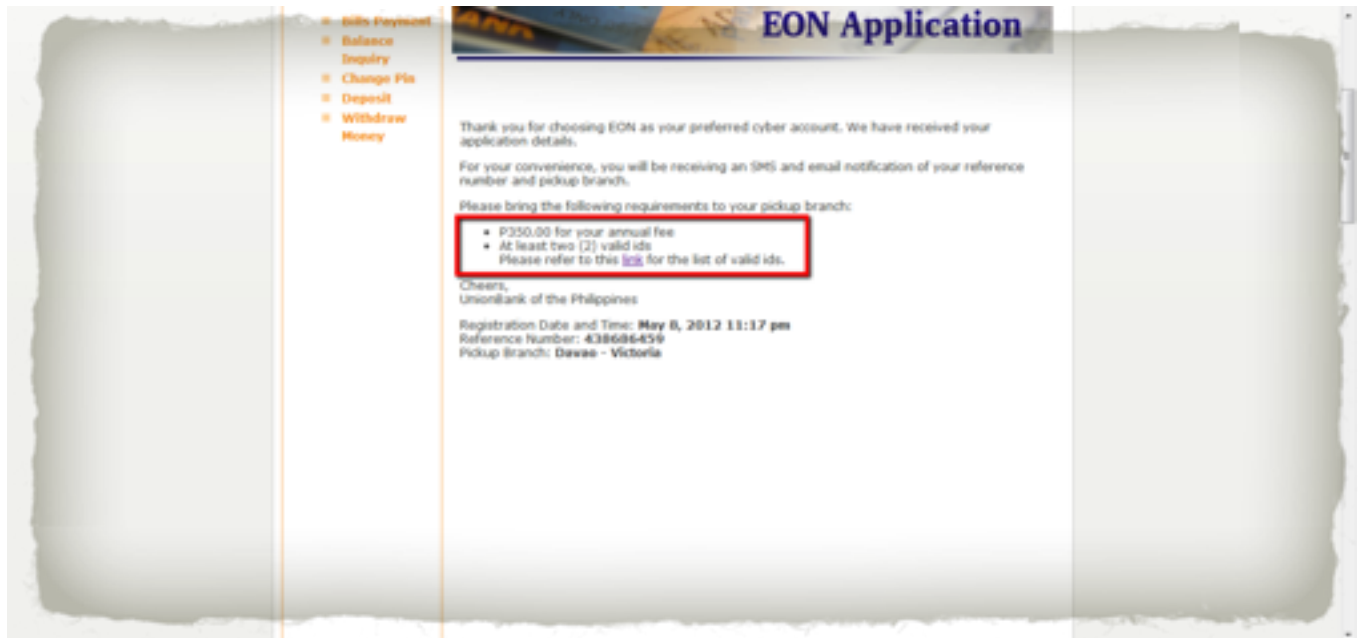 Bills Payment
Balance
Inquiry
Change Pin
Deposit
Withdraw
Money
EON Application
Thank you for choosing EON as your preferred cyber account. We have received your
application details.
For your convenience, you will be receiving an SMS and email notification of your reference
number and pickup branch.
Please bring the following requirements to your pickup branch:
P350.00 for your annual fee
At least two (2) valid ids
Please refer to this link for the list of valid ids.
Cheers,
UnionBank of the Philippines
Registration Date and Time: May 8, 2012 11:17 pm
Reference Number: 438686459
Pickup Branch: Davao - Victoria